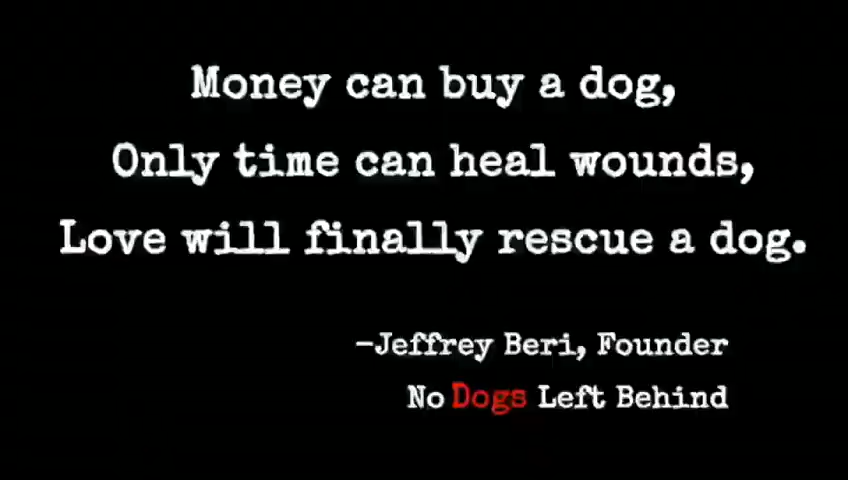 Money can buy a dog,
Only time can heal wounds,
Love will finally rescue a dog.
-Jeffrey Beri, Founder
No Dogs Left Behind